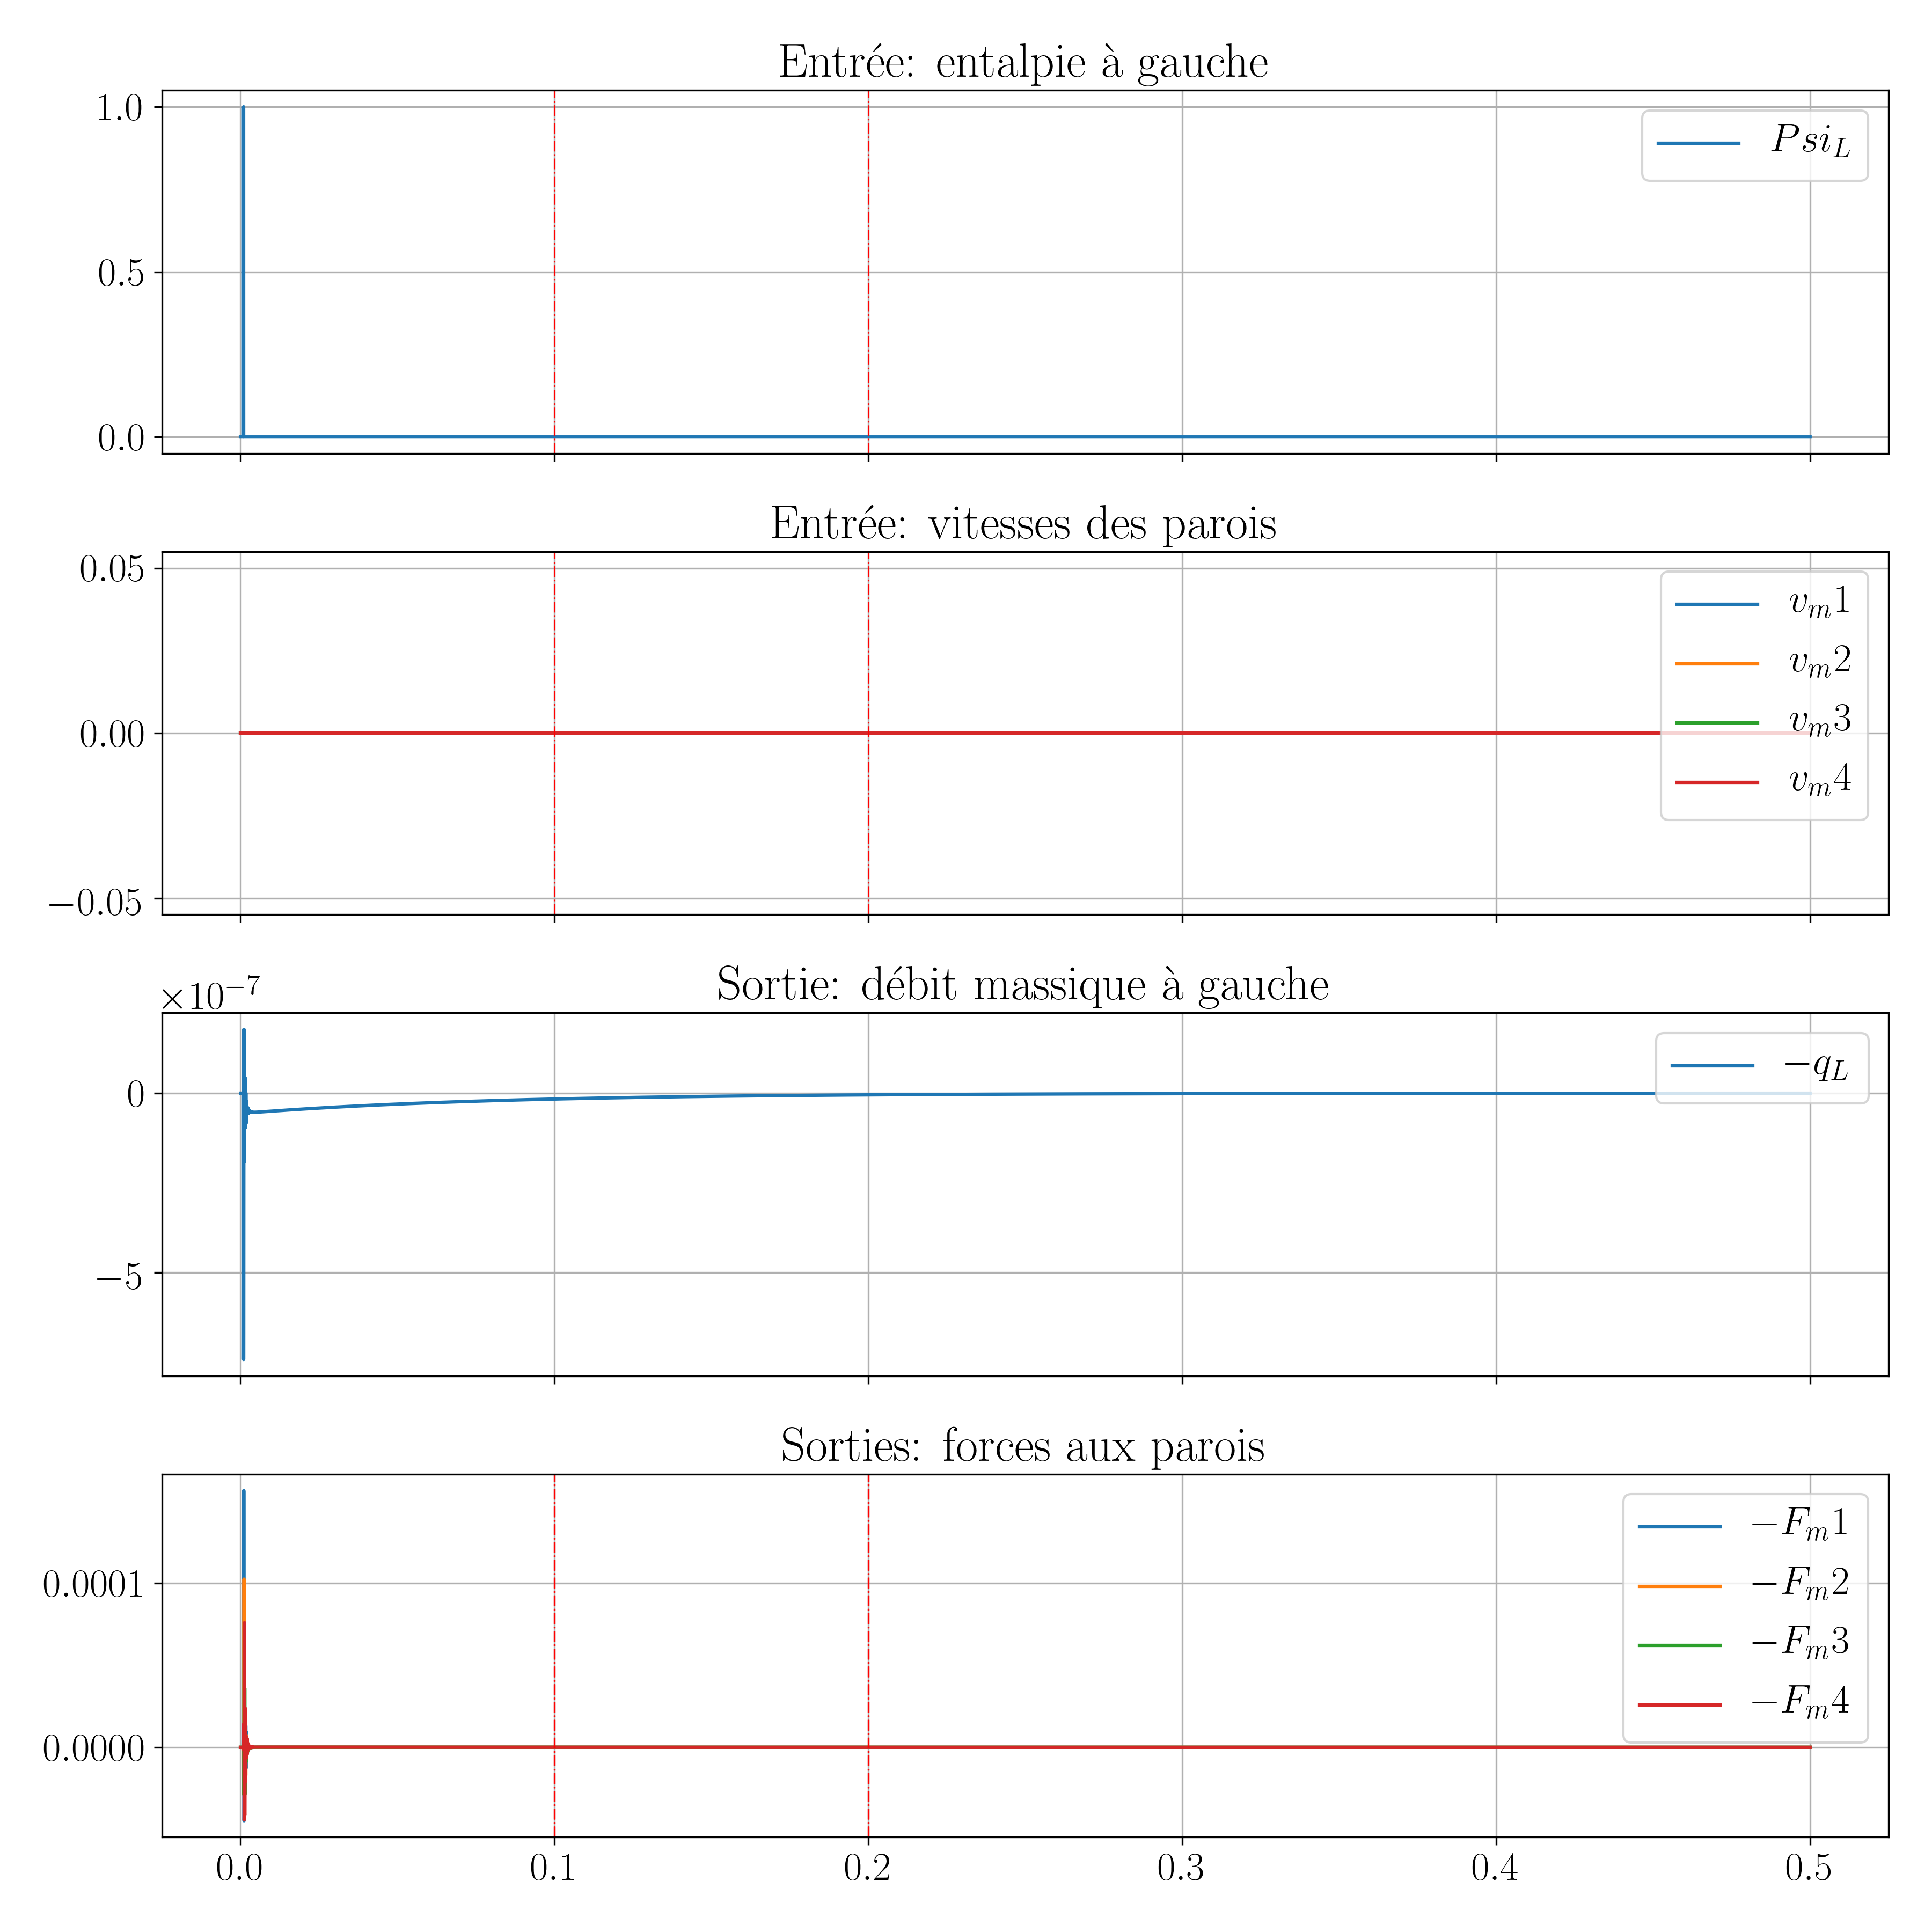 Entrée: entalpie à gauche
1.0
0.5
0.0
Psi_L
Entrée: vitesses des parois
0.05
0.00
−0.05
v_m1
v_m2
v_m3
v_m4
Sortie: débit massique à gauche
×10^−7
0
−5
−q_L
Sorties: forces aux parois
0.0001
0.0000
−F_m1
−F_m2
−F_m3
−F_m4
0.0 0.1 0.2 0.3 0.4 0.5